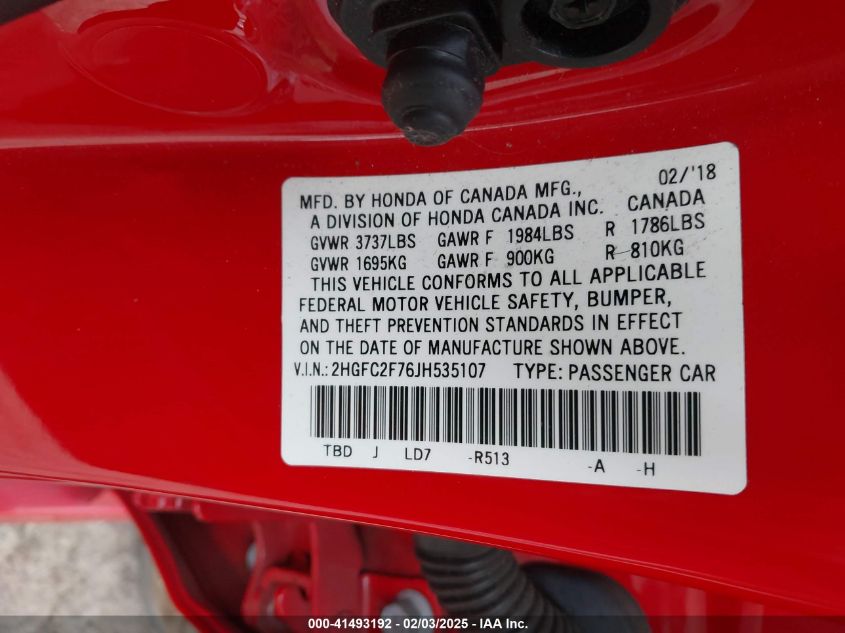 02/'18
MFD. BY HONDA OF CANADA MFG.,
A DIVISION OF HONDA CANADA INC. CANADA
GVWR 3737LBS GAWR F 1984LBS R 1786LBS
GVWR 1695KG GAWR F 900KG R 810KG
THIS VEHICLE CONFORMS TO ALL APPLICABLE
FEDERAL MOTOR VEHICLE SAFETY, BUMPER,
AND THEFT PREVENTION STANDARDS IN EFFECT
ON THE DATE OF MANUFACTURE SHOWN ABOVE.
V.I.N.: 2HGFC2F76JH535107 TYPE: PASSENGER CAR
TBD J LD7 -R513 -A -H
000-41493192 - 02/03/2025 - IAA Inc.